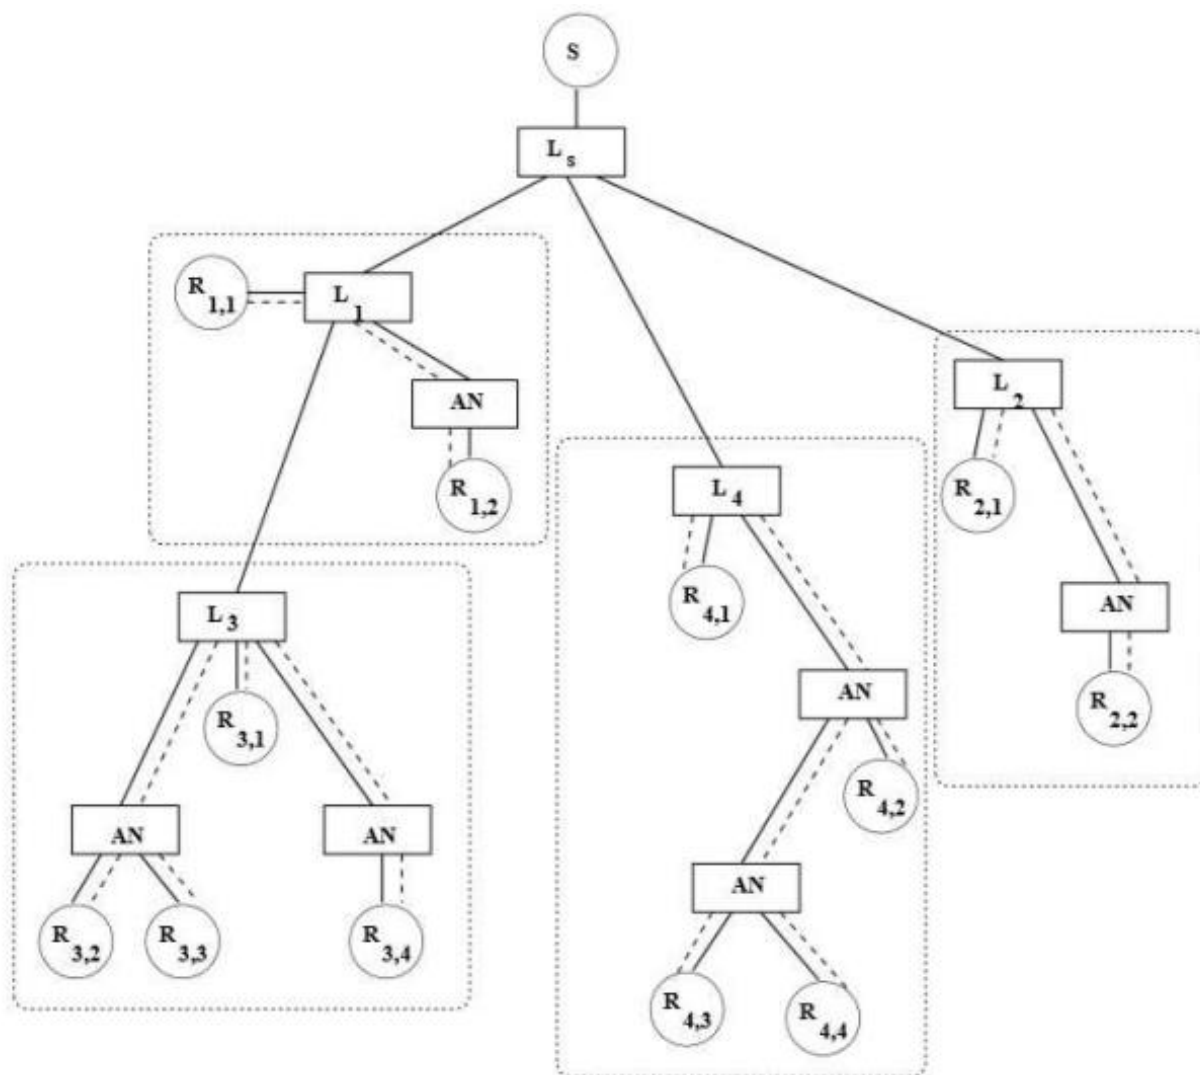 S
L s
R 1,1
L 1
L 2
AN
R 1,2
R 2,1
L 4
R 4,1
AN
L 3
R 3,1
AN
R 2,2
R 4,2
AN
AN
AN
R 3,2
R 3,3
R 3,4
R 4,3
R 4,4